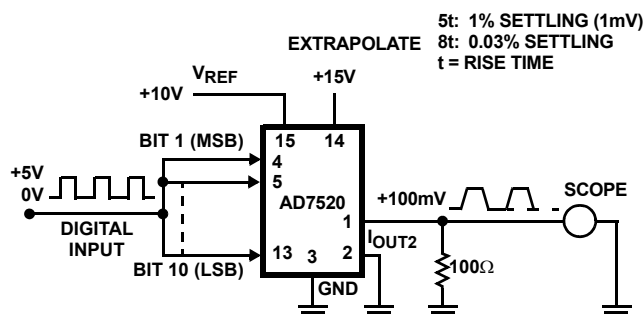 5t: 1% SETTLING (1mV)
8t: 0.03% SETTLING
t = RISE TIME
EXTRAPOLATE
VREF
+15V
+10V
15
14
BIT 1 (MSB)
4
+5V
5
0V
AD7520
+100mV
SCOPE
1
DIGITAL
INPUT
IOUT2
13
3
2
100Ω
BIT 10 (LSB)
GND